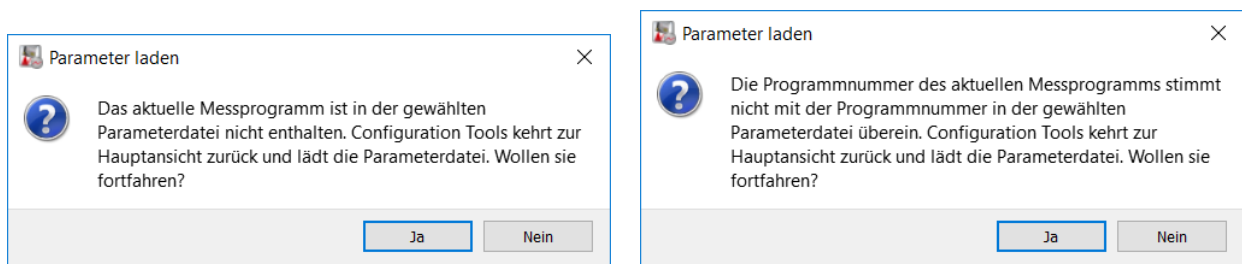 Parameter laden
Das aktuelle Messprogramm ist in der gewählten
Parameterdatei nicht enthalten. Configuration Tools kehrt zur
Hauptansicht zurück und lädt die Parameterdatei. Wollen sie
fortfahren?
Ja
Nein
Parameter laden
Die Programmnummer des aktuellen Messprogramms stimmt
nicht mit der Programmnummer in der gewählten
Parameterdatei überein. Configuration Tools kehrt zur
Hauptansicht zurück und lädt die Parameterdatei. Wollen sie
fortfahren?
Ja
Nein